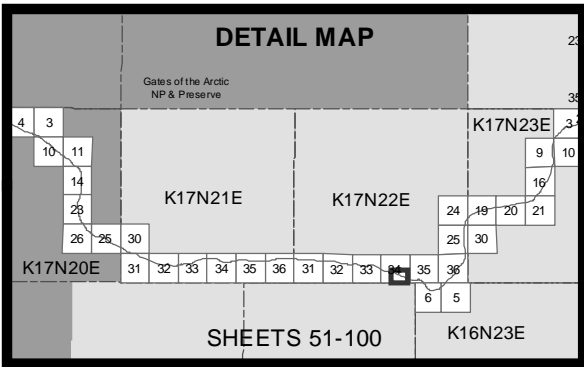 DETAIL MAP
23
Gates of the Arctic
NP & Preserve
35
4 3
K17N23E
3
10 11
9 10
14
16
K17N21E
K17N22E
23
24 19 20 21
26 25 30
25 30
K17N20E
31 32 33 34 35 36 31 32 33 34 35 36
6 5
SHEETS 51-100
K16N23E